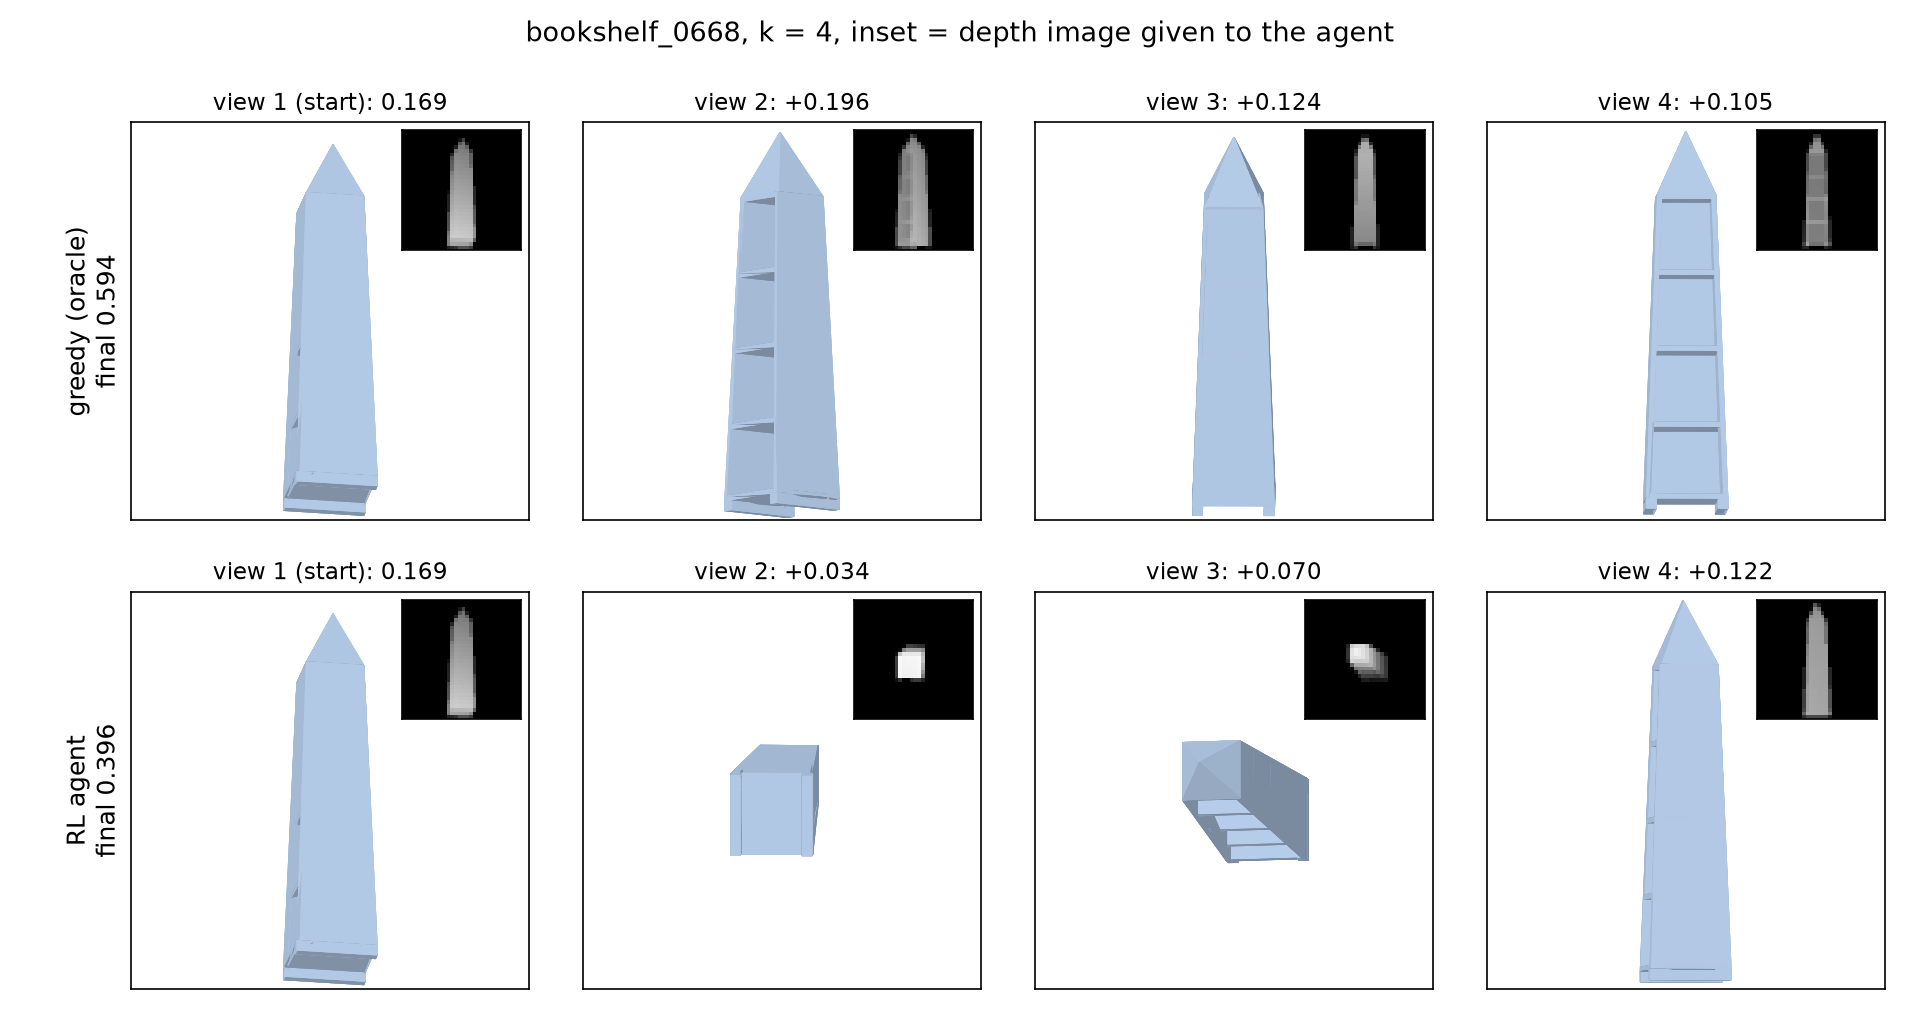 bookshelf_0668, k = 4, inset = depth image given to the agent
view 1 (start): 0.169
view 2: +0.196
view 3: +0.124
view 4: +0.105
greedy (oracle)
final 0.594
view 1 (start): 0.169
view 2: +0.034
view 3: +0.070
view 4: +0.122
RL agent
final 0.396